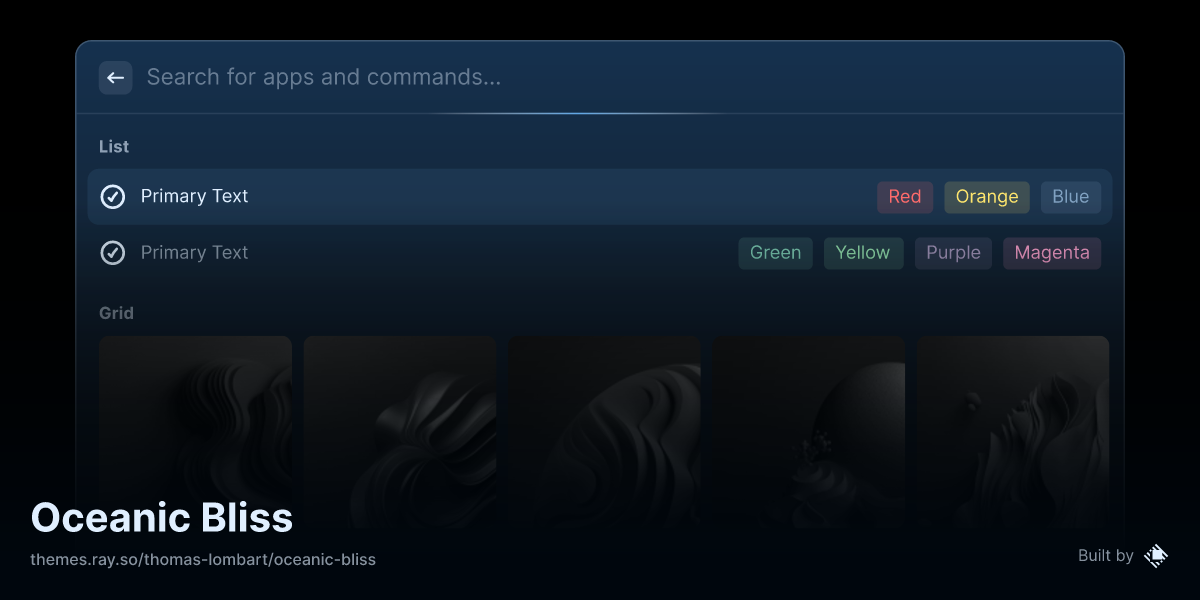 Search for apps and commands...
List
Primary Text Red Orange Blue
Primary Text Green Yellow Purple Magenta
Grid
Oceanic Bliss
themes.ray.so/thomas-lombart/oceanic-bliss
Built by